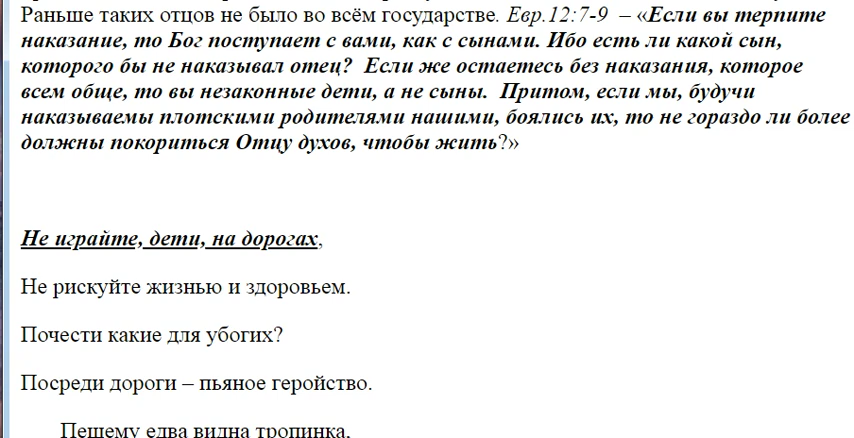 Раньше таких отцов не было во всём государстве. Евр.12:7-9 – «Если вы терпите
наказание, то Бог поступает с вами, как с сынами. Ибо есть ли какой сын,
которого бы не наказывал отец? Если же остаетесь без наказания, которое
всем обще, то вы незаконные дети, а не сыны. Притом, если мы, будучи
наказываемы плотскими родителями нашими, боялись их, то не гораздо ли более
должны покориться Отцу духов, чтобы жить?»
Не играйте, дети, на дорогах,
Не рискуйте жизнью и здоровьем.
Почести какие для убогих?
Посреди дороги – пьяное геройство.
Пешему едва видна тропинка,